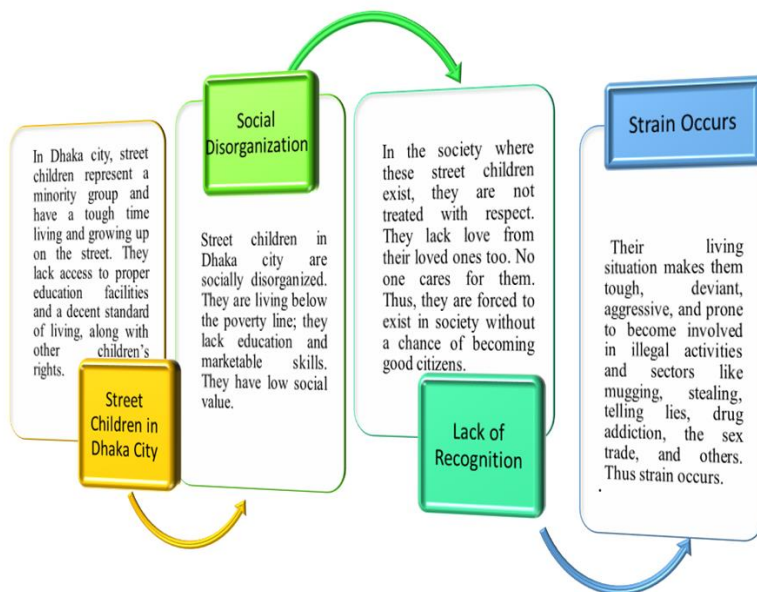 In Dhaka city, street
children represent a
minority group and
have a tough time
living and growing up
on the street. They
lack access to proper
education facilities
and a decent standard
of living, along with
other children's
rights.
Street
Children in
Dhaka City
Social
Disorganization
Street children in
Dhaka city are
socially disorganized.
They are living below
the poverty line; they
lack education and
marketable skills.
They have low social
value.
In the society where
these street children
exist, they are not
treated with respect.
They lack love from
their loved ones too. No
one cares for them.
Thus, they are forced to
exist in society without
a chance of becoming
good citizens.
Lack of
Recognition
Strain Occurs
Their living
situation makes them
tough, deviant,
aggressive, and prone
to become involved
in illegal activities
and sectors like
mugging, stealing,
telling lies, drug
addiction, the sex
trade, and others.
Thus strain occurs.
.